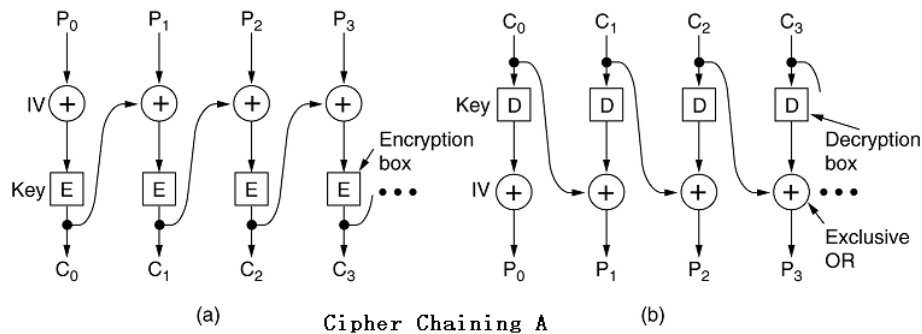 P0 P1 P2 P3
IV + + + +
Key E E E E
Encryption box
C0 C1 C2 C3
(a)
C0 C1 C2 C3
Key D D D D
Decryption box
IV + + + +
Exclusive OR
P0 P1 P2 P3
(b)
Cipher Chaining A